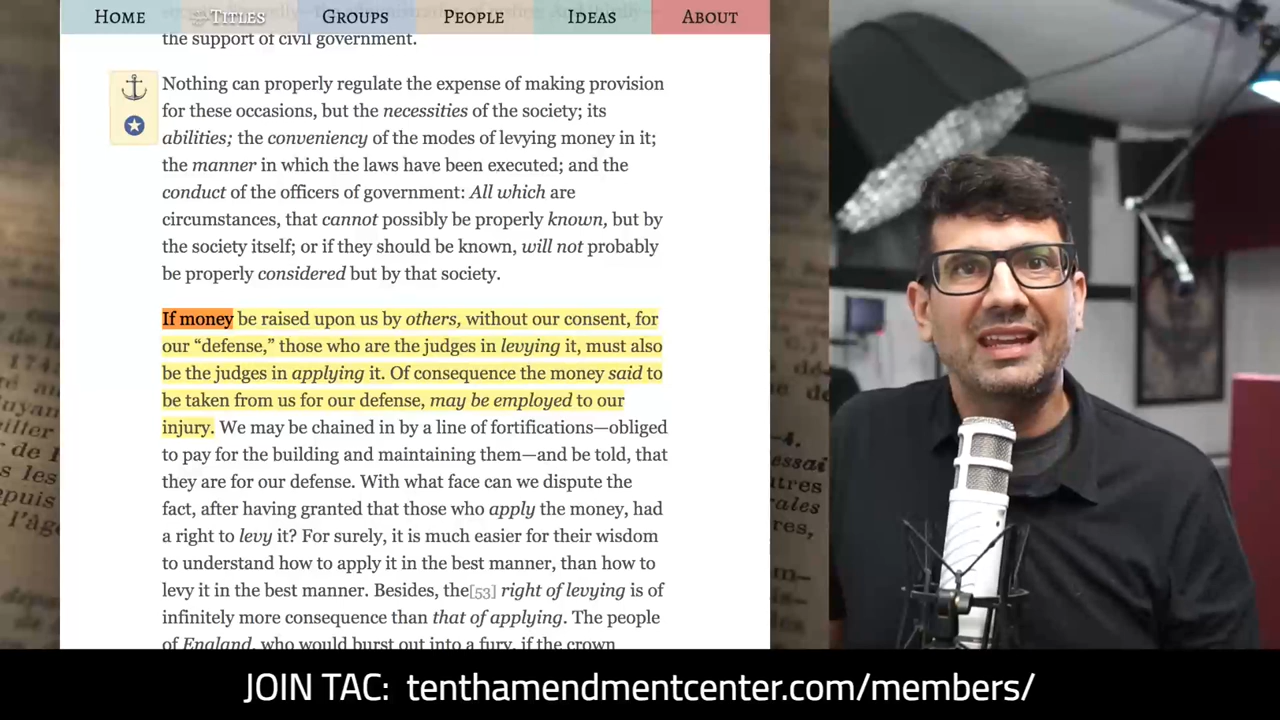 Home
Titles
Groups
People
Ideas
About
the support of civil government.
Nothing can properly regulate the expense of making provision
for these occasions, but the necessities of the society; its
abilities; the conveniency of the modes of levying money in it;
the manner in which the laws have been executed; and the
conduct of the officers of government: All which are
circumstances, that cannot possibly be properly known, but by
the society itself; or if they should be known, will not probably
be properly considered but by that society.
If money be raised upon us by others, without our consent, for
our “defense,” those who are the judges in levying it, must also
be the judges in applying it. Of consequence the money said to
be taken from us for our defense, may be employed to our
injury. We may be chained in by a line of fortifications—obliged
to pay for the building and maintaining them—and be told, that
they are for our defense. With what face can we dispute the
fact, after having granted that those who apply the money, had
a right to levy it? For surely, it is much easier for their wisdom
to understand how to apply it in the best manner, than how to
levy it in the best manner. Besides, the[53] right of levying is of
infinitely more consequence than that of applying. The people
of England, who would burst out into a fury, if the crown
JOIN TAC: tenthamendmentcenter.com/members/